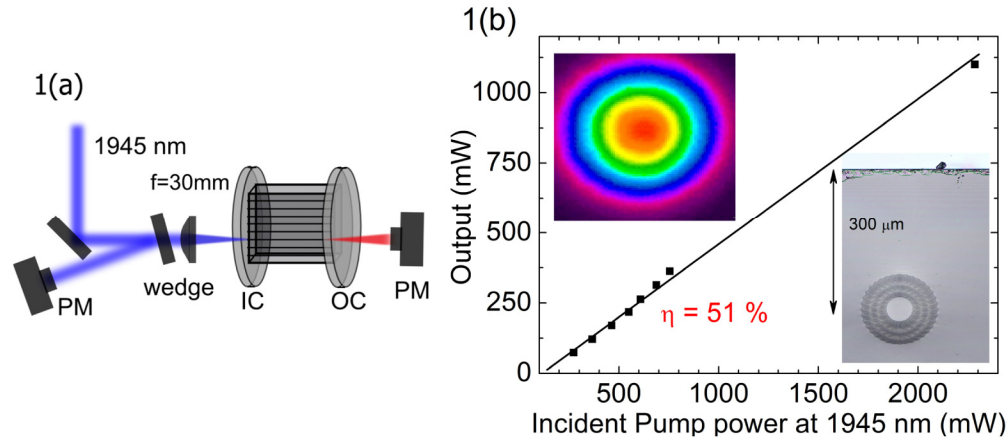 1(a)
1945 nm
f=30mm
PM
wedge
IC
OC
PM
1(b)
Output (mW)
1000
750
500
250
0
300 μm
η = 51 %
500
1000
1500
2000
Incident Pump power at 1945 nm (mW)